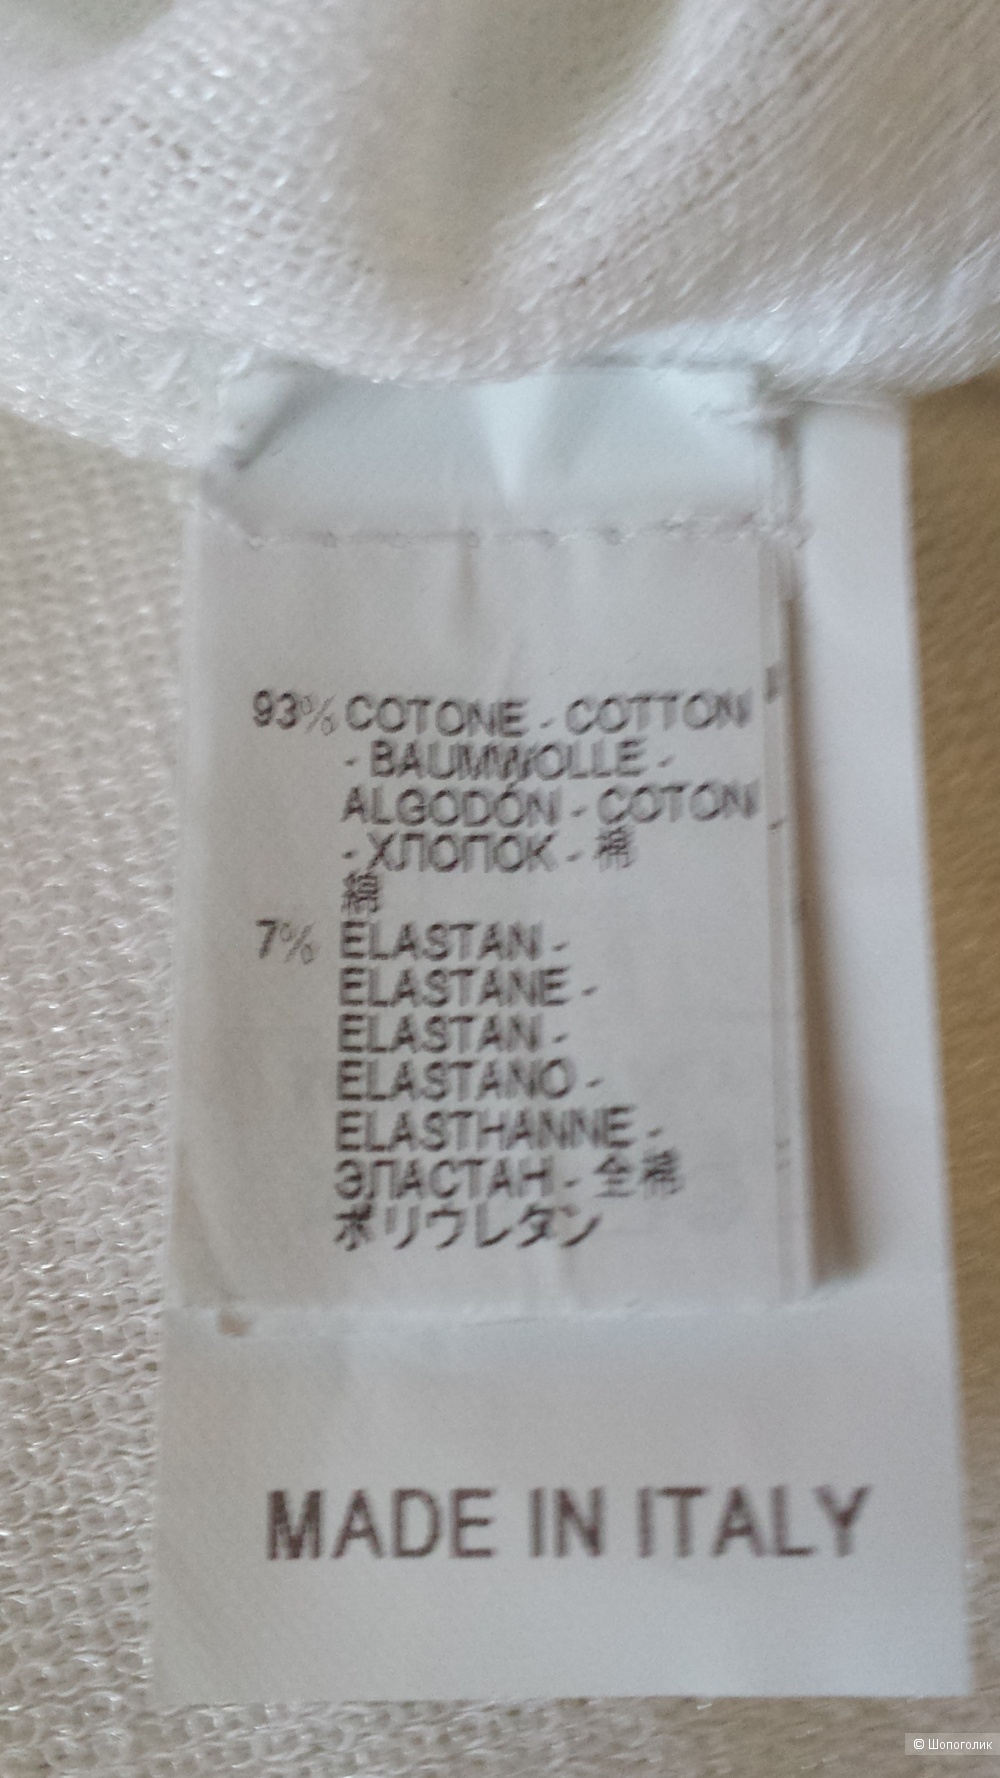 93% COTONE - COTTON
- BAUMWOLLE -
ALGODÓN - COTON
- ХЛОПОК - 棉
綿
7% ELASTAN -
ELASTANE -
ELASTAN -
ELASTANO -
ELASTHANNE -
ЭЛАСТАН - 全棉
ポリウレタン
MADE IN ITALY
© Шопоголик